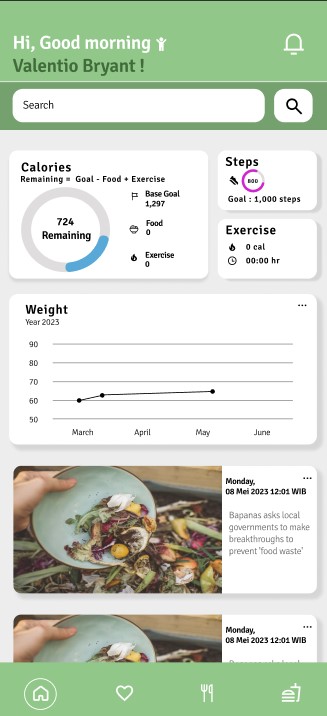 Hi, Good morning
Valentio Bryant !
Search
Calories
Remaining = Goal - Food + Exercise
724
Remaining
Base Goal
1,297
Food
0
Exercise
0
Steps
800
Goal : 1,000 steps
Exercise
0 cal
00:00 hr
Weight
Year 2023
90
80
70
60
50
March
April
May
June
Monday,
08 Mei 2023 12:01 WIB
Bapanas asks local
governments to make
breakthroughs to
prevent 'food waste'
Monday,
08 Mei 2023 12:01 WIB